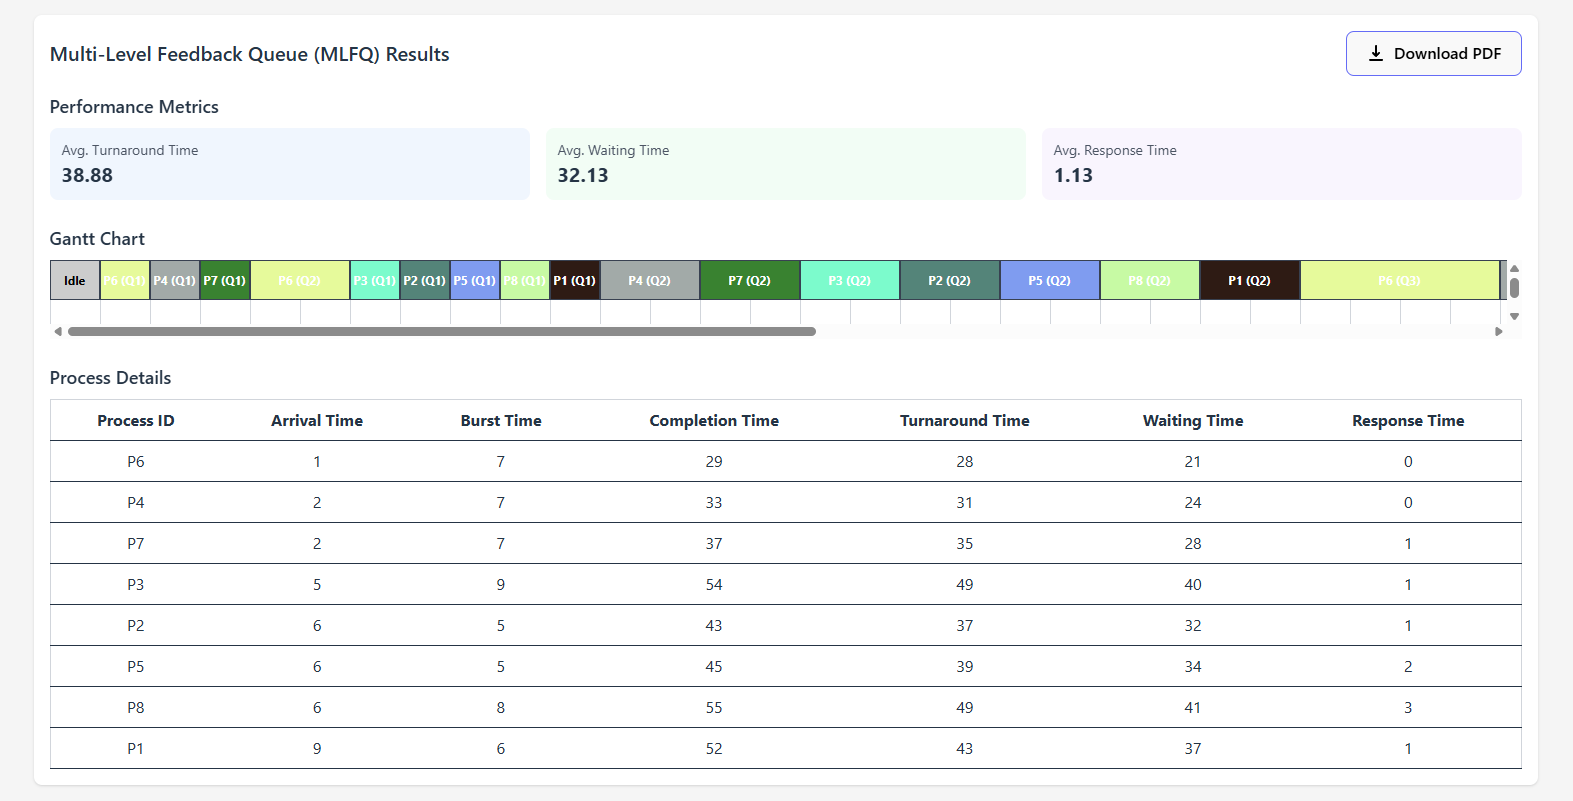 Multi-Level Feedback Queue (MLFQ) Results
Download PDF
Performance Metrics
Avg. Turnaround Time
38.88
Avg. Waiting Time
32.13
Avg. Response Time
1.13
Gantt Chart
Idle P6 (Q1) P4 (Q1) P7 (Q1) P6 (Q2) P3 (Q1) P2 (Q1) P5 (Q1) P8 (Q1) P1 (Q1) P4 (Q2) P7 (Q2) P3 (Q2) P2 (Q2) P5 (Q2) P8 (Q2) P1 (Q2) P6 (Q3)
Process Details
Process ID Arrival Time Burst Time Completion Time Turnaround Time Waiting Time Response Time
P6 1 7 29 28 21 0
P4 2 7 33 31 24 0
P7 2 7 37 35 28 1
P3 5 9 54 49 40 1
P2 6 5 43 37 32 1
P5 6 5 45 39 34 2
P8 6 8 55 49 41 3
P1 9 6 52 43 37 1